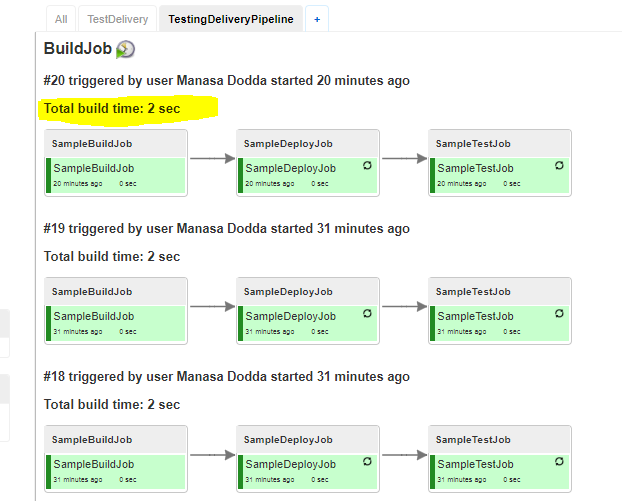 All TestDelivery TestingDeliveryPipeline +
BuildJob
#20 triggered by user Manasa Dodda started 20 minutes ago
Total build time: 2 sec
SampleBuildJob SampleDeployJob SampleTestJob
SampleBuildJob SampleDeployJob SampleTestJob
20 minutes ago 0 sec 20 minutes ago 0 sec 20 minutes ago 0 sec
#19 triggered by user Manasa Dodda started 31 minutes ago
Total build time: 2 sec
SampleBuildJob SampleDeployJob SampleTestJob
SampleBuildJob SampleDeployJob SampleTestJob
31 minutes ago 0 sec 31 minutes ago 0 sec 31 minutes ago 0 sec
#18 triggered by user Manasa Dodda started 31 minutes ago
Total build time: 2 sec
SampleBuildJob SampleDeployJob SampleTestJob
SampleBuildJob SampleDeployJob SampleTestJob
31 minutes ago 0 sec 31 minutes ago 0 sec 31 minutes ago 0 sec